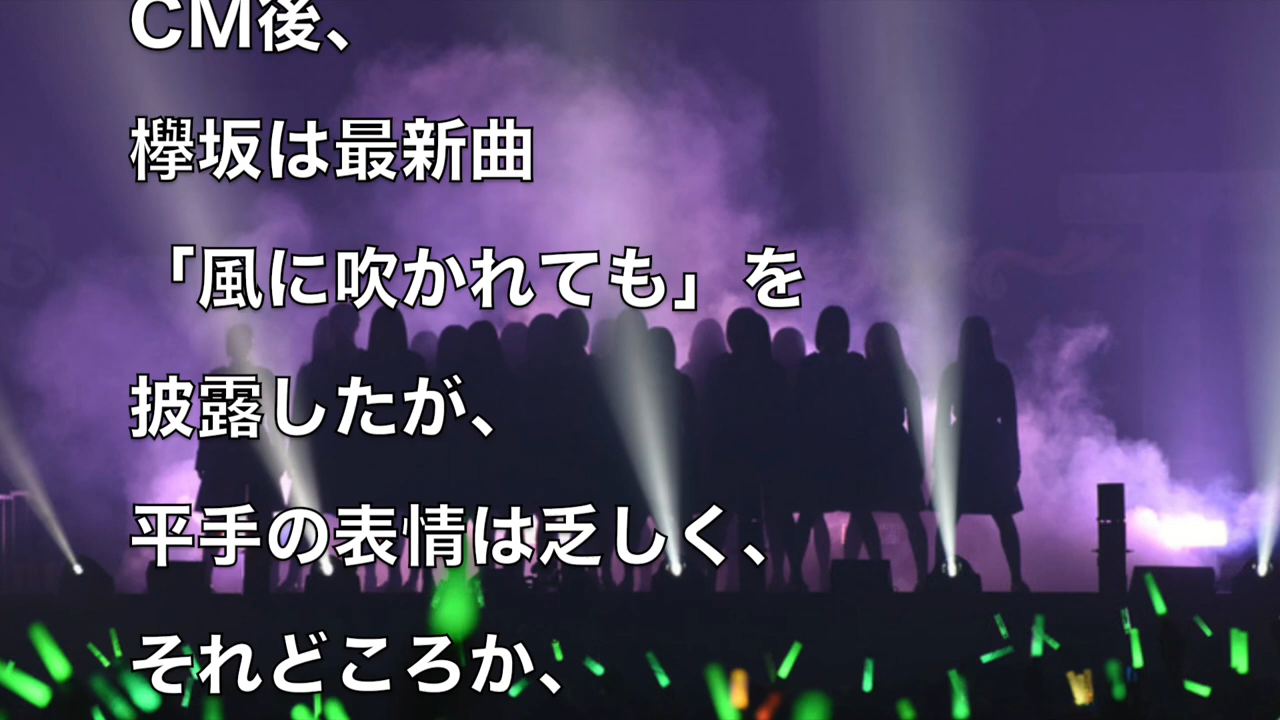 CM後、
欅坂は最新曲
「風に吹かれても」を
披露したが、
平手の表情は乏しく、
それどころか、